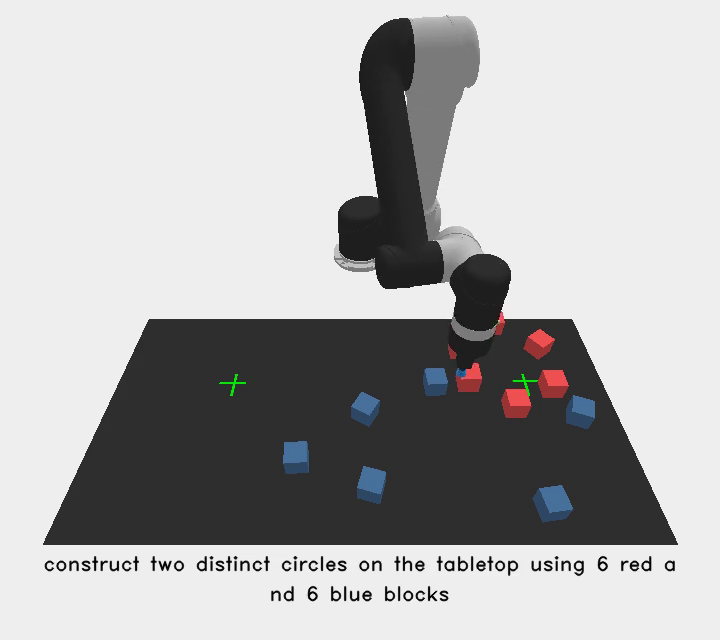 construct two distinct circles on the tabletop using 6 red a
nd 6 blue blocks